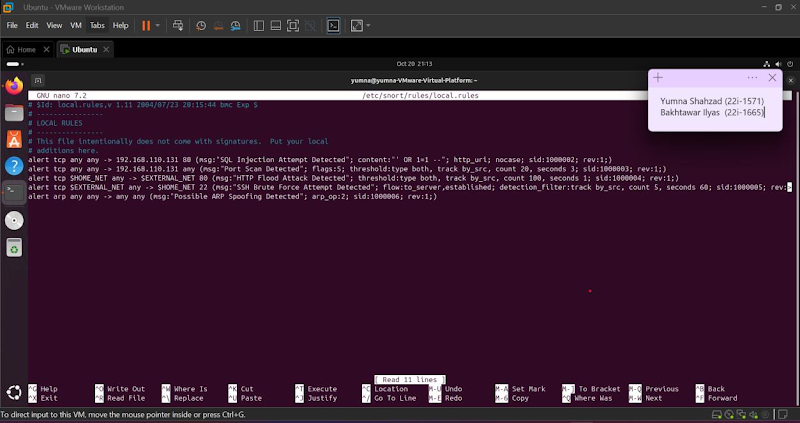 Ubuntu - VMware Workstation
File Edit View VM Tabs Help
Home Ubuntu
Oct 20 21:13
yumna@yumna-VMware-Virtual-Platform: ~
Yumna Shahzad (22i-1571)
Bakhtawar Ilyas (22i-1665)
GNU nano 7.2 /etc/snort/rules/local.rules
# $Id: local.rules,v 1.11 2004/07/23 20:15:44 bmc Exp $
# ----------------
# LOCAL RULES
# ----------------
# This file intentionally does not come with signatures.  Put your local
# additions here.
alert tcp any any -> 192.168.110.131 80 (msg:"SQL Injection Attempt Detected"; content:"' OR 1=1 --"; http_uri; nocase; sid:1000002; rev:1;)
alert tcp any any -> 192.168.110.131 any (msg:"Port Scan Detected"; flags:S; threshold:type both, track by_src, count 20, seconds 3; sid:1000003; rev:1;)
alert tcp $HOME_NET any -> $EXTERNAL_NET 80 (msg:"HTTP Flood Attack Detected"; threshold:type both, track by_src, count 100, seconds 1; sid:1000004; rev:1;)
alert tcp $EXTERNAL_NET any -> $HOME_NET 22 (msg:"SSH Brute Force Attempt Detected"; flow:to_server,established; detection_filter:track by_src, count 5, seconds 60; sid:1000005; rev:>
alert arp any any -> any any (msg:"Possible ARP Spoofing Detected"; arp_op:2; sid:1000006; rev:1;)
[ Read 11 lines ]
^G Help ^O Write Out ^W Where Is ^K Cut ^T Execute ^C Location M-U Undo M-A Set Mark M-] To Bracket M-Q Previous ^B Back
^X Exit ^R Read File ^\ Replace ^U Paste ^J Justify ^/ Go To Line M-E Redo M-6 Copy ^Q Where Was M-W Next ^F Forward
To direct input to this VM, move the mouse pointer inside or press Ctrl+G.